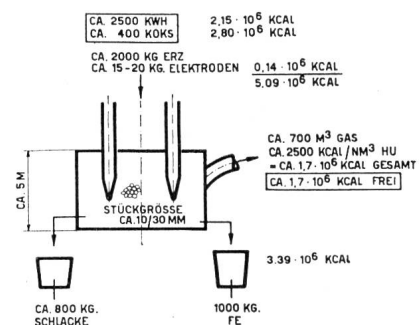 CA. 2500 KWH 2,15·10⁶ KCAL
CA. 400 KOKS 2,80·10⁶ KCAL
CA. 2000 KG ERZ
CA. 15-20 KG. ELEKTRODEN 0,14·10⁶ KCAL
5,09·10⁶ KCAL
CA. 700 M³ GAS
CA.2500 KCAL/NM³ HU
= CA.1,7·10⁶ KCAL GESAMT
CA.1,7·10⁶ KCAL FREI
CA. 5 M
STÜCKGRÖSSE
CA.10/30 MM
3.39·10⁶ KCAL
CA. 800 KG.
SCHLACKE
1000 KG.
FE